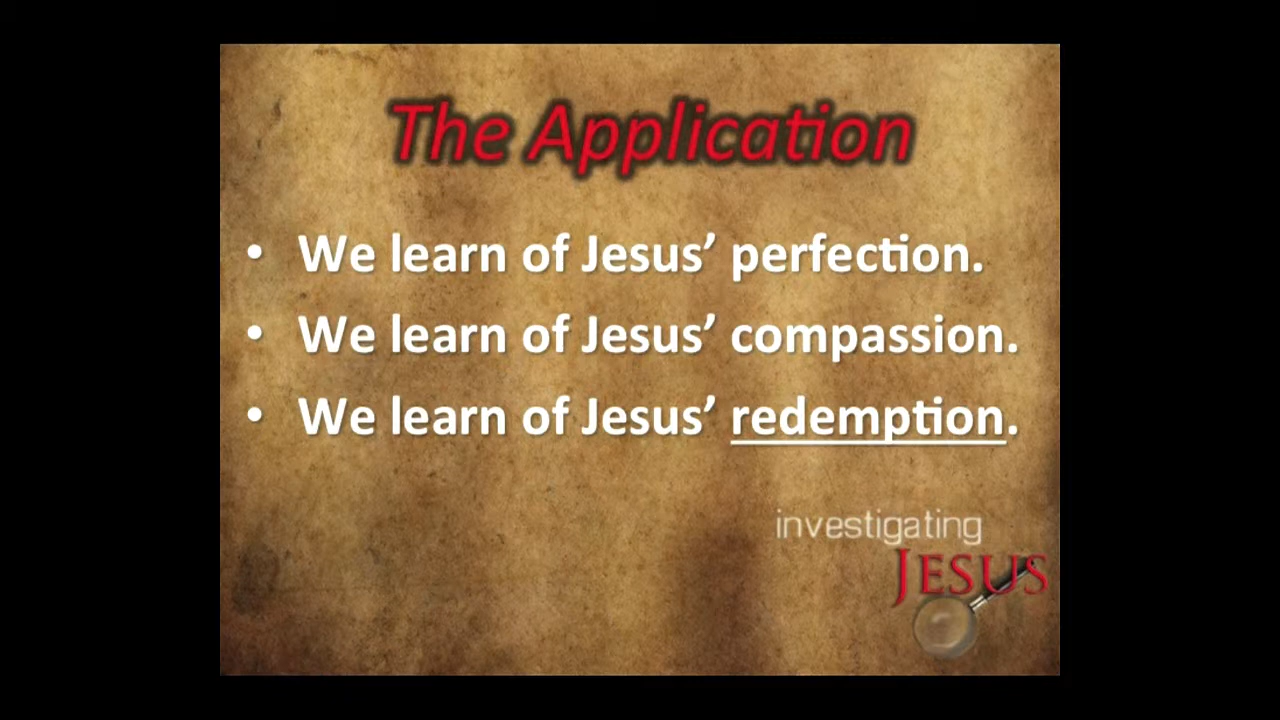 The Application
• We learn of Jesus’ perfection.
• We learn of Jesus’ compassion.
• We learn of Jesus’ redemption.
investigating
JESUS